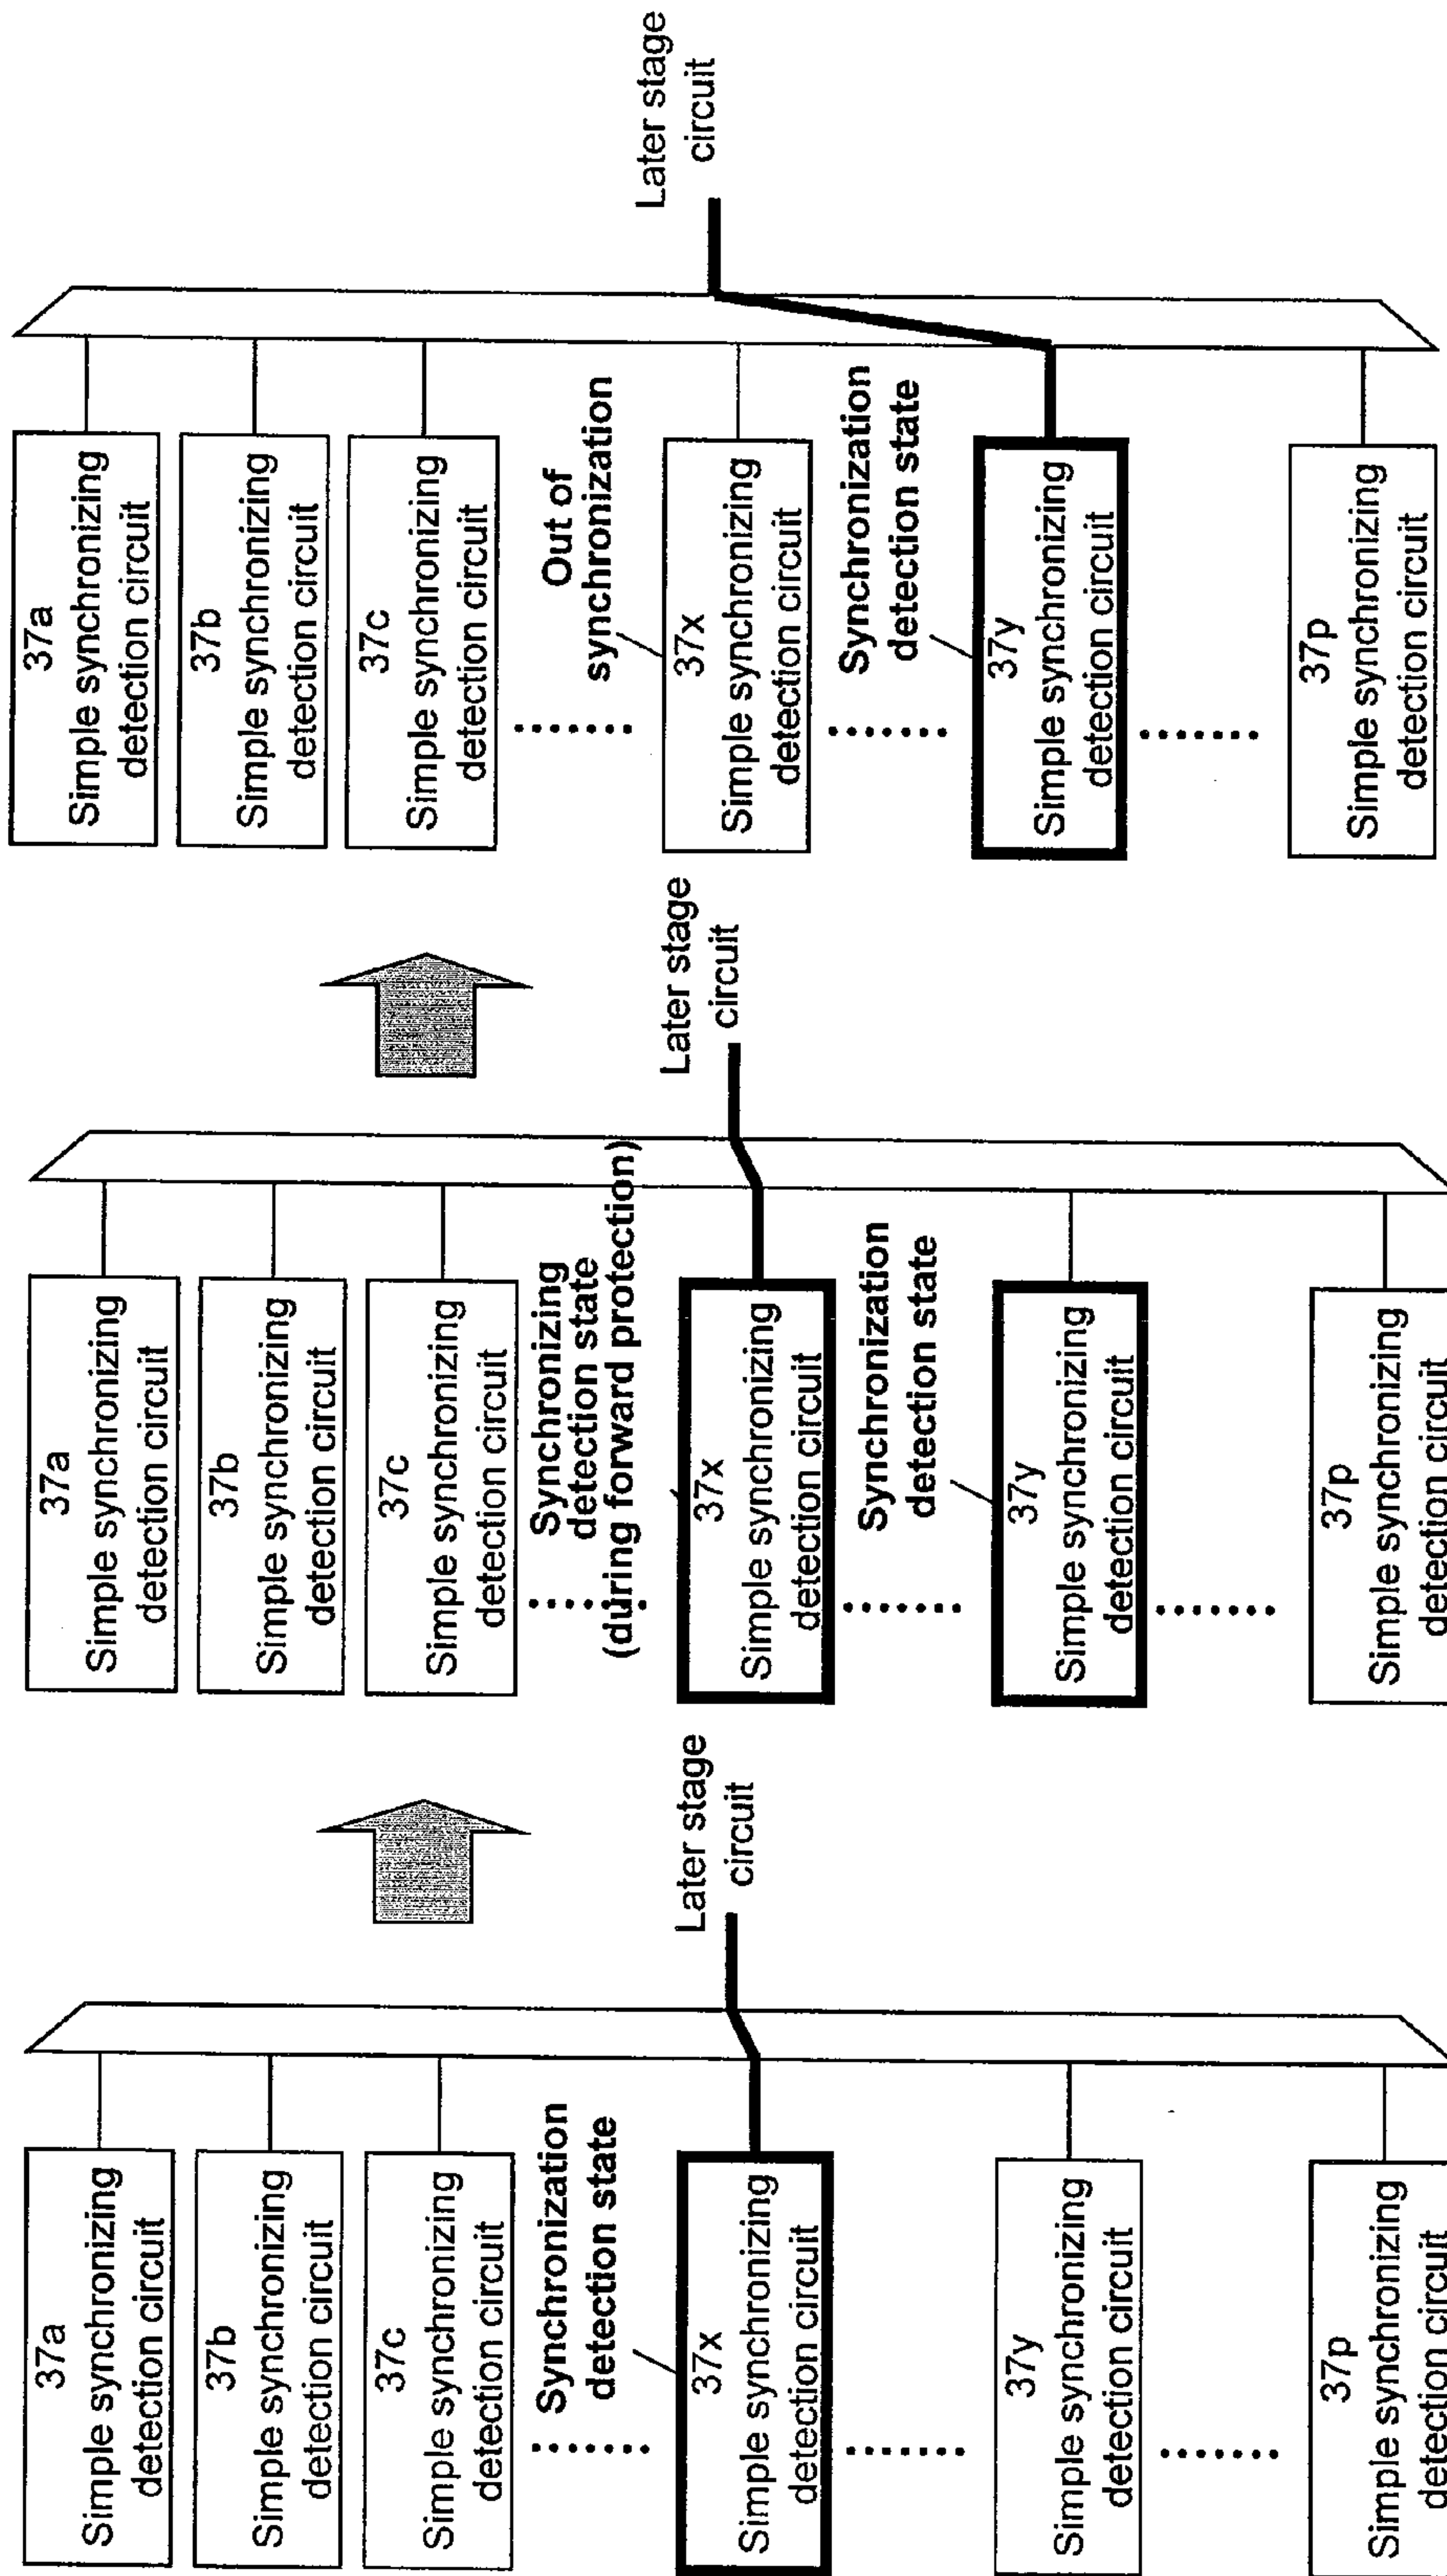 37a
Simple synchronizing
detection circuit
37b
Simple synchronizing
detection circuit
37c
Simple synchronizing
detection circuit
Synchronization
detection state
37x
Simple synchronizing
detection circuit
37y
Simple synchronizing
detection circuit
37p
Simple synchronizing
detection circuit
Later stage
circuit
37a
Simple synchronizing
detection circuit
37b
Simple synchronizing
detection circuit
37c
Simple synchronizing
detection circuit
Synchronizing
detection state
(during forward protection)
37x
Simple synchronizing
detection circuit
Synchronization
detection state
37y
Simple synchronizing
detection circuit
37p
Simple synchronizing
detection circuit
Later stage
circuit
37a
Simple synchronizing
detection circuit
37b
Simple synchronizing
detection circuit
37c
Simple synchronizing
detection circuit
Out of
synchronization
37x
Simple synchronizing
detection circuit
Synchronization
detection state
37y
Simple synchronizing
detection circuit
37p
Simple synchronizing
detection circuit
Later stage
circuit